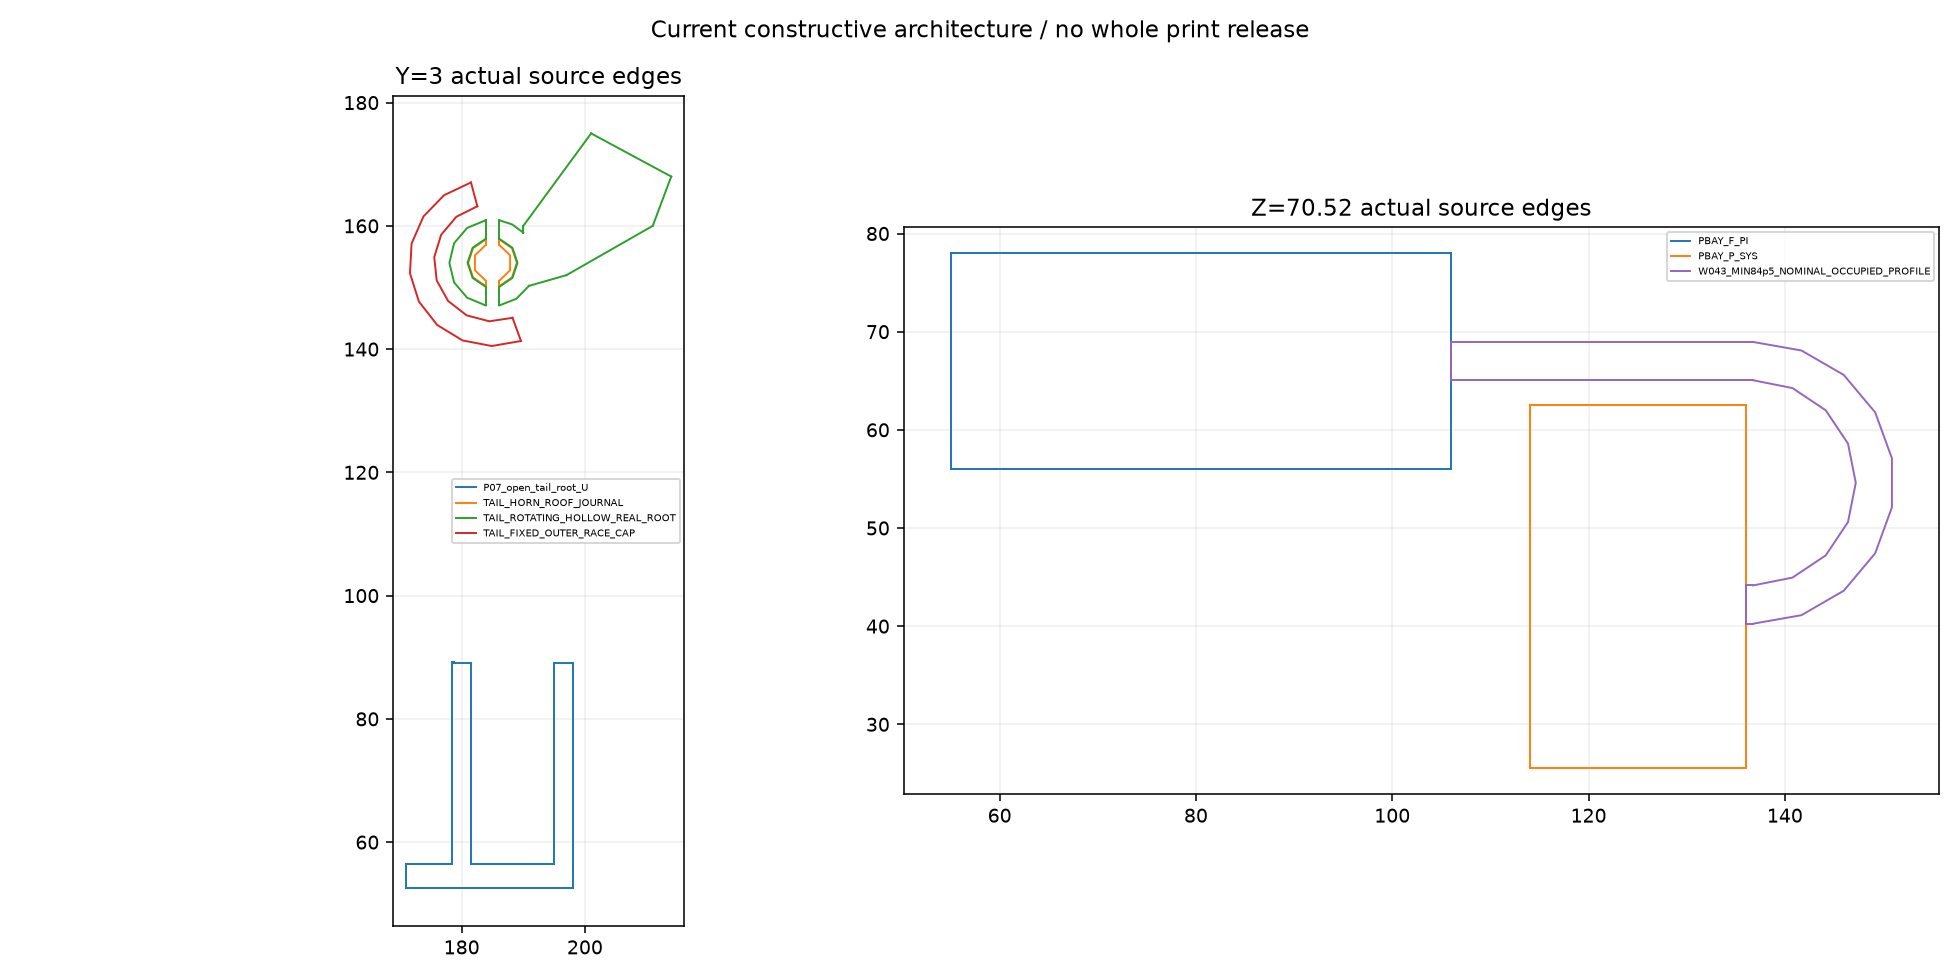 Current constructive architecture / no whole print release
Y=3 actual source edges
180
160
140
120
100
80
60
180 200
P07_open_tail_root_U
TAIL_HORN_ROOF_JOURNAL
TAIL_ROTATING_HOLLOW_REAL_ROOT
TAIL_FIXED_OUTER_RACE_CAP
Z=70.52 actual source edges
80
70
60
50
40
30
60 80 100 120 140
PBAY_F_PI
PBAY_P_SYS
W043_MIN84p5_NOMINAL_OCCUPIED_PROFILE